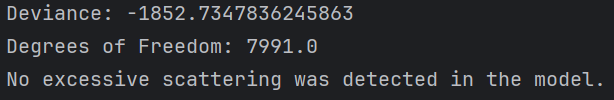 Deviance: -1852.7347836245863
Degrees of Freedom: 7991.0
No excessive scattering was detected in the model.